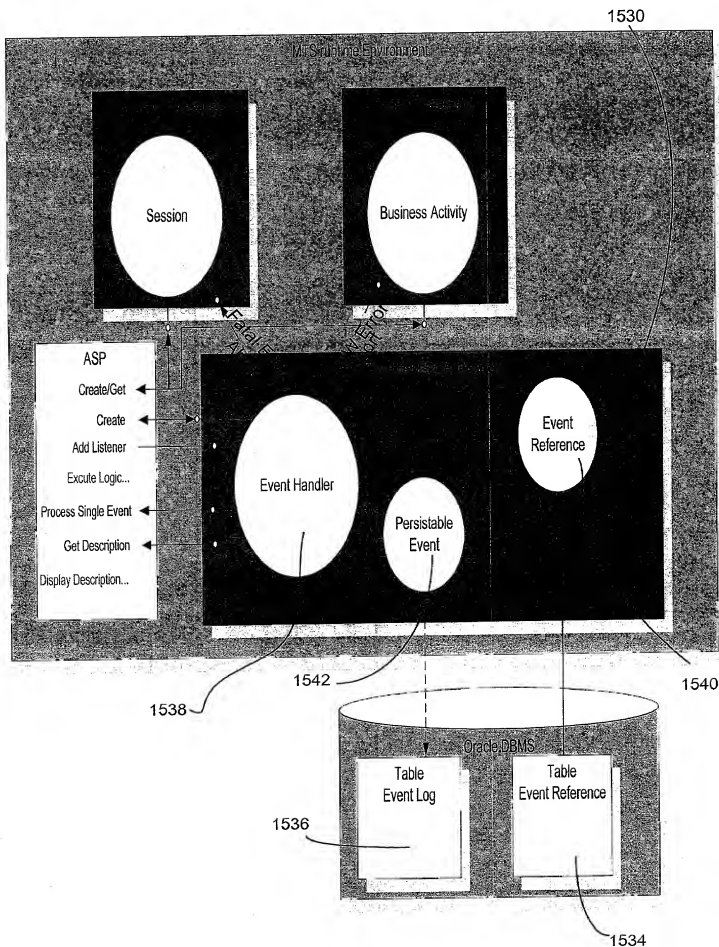 1530
Session
Business Activity
Fatal
Error
ASP
Create/Get
Create
Add Listener
Excute Logic...
Process Single Event
Get Description
Display Description...
Event Handler
Persistable
Event
Event
Reference
1538
1542
1540
Oracle DBMS
Table
Event Log
Table
Event Reference
1536
1534